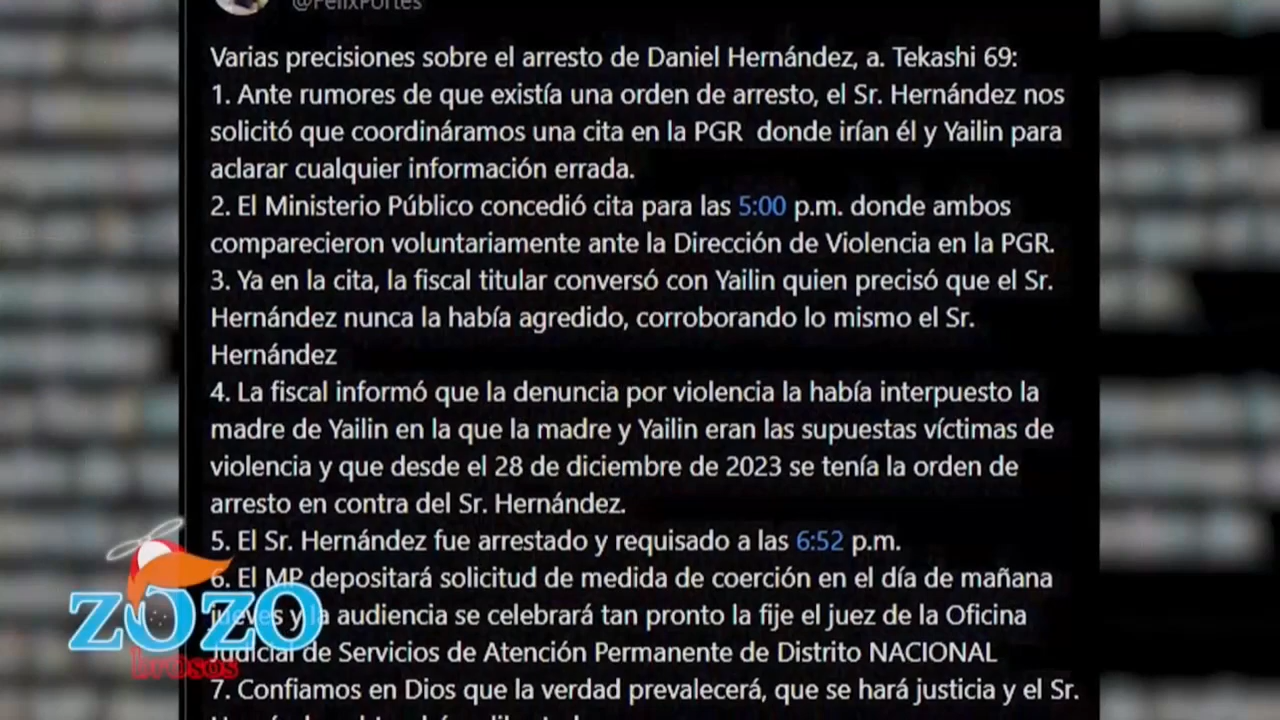 @FelixPortes
Varias precisiones sobre el arresto de Daniel Hernández, a. Tekashi 69:
1. Ante rumores de que existía una orden de arresto, el Sr. Hernández nos
solicitó que coordináramos una cita en la PGR donde irían él y Yailin para
aclarar cualquier información errada.
2. El Ministerio Público concedió cita para las 5:00 p.m. donde ambos
comparecieron voluntariamente ante la Dirección de Violencia en la PGR.
3. Ya en la cita, la fiscal titular conversó con Yailin quien precisó que el Sr.
Hernández nunca la había agredido, corroborando lo mismo el Sr.
Hernández
4. La fiscal informó que la denuncia por violencia la había interpuesto la
madre de Yailin en la que la madre y Yailin eran las supuestas víctimas de
violencia y que desde el 28 de diciembre de 2023 se tenía la orden de
arresto en contra del Sr. Hernández.
5. El Sr. Hernández fue arrestado y requisado a las 6:52 p.m.
6. El MP depositará solicitud de medida de coerción en el día de mañana
jueves y la audiencia se celebrará tan pronto la fije el juez de la Oficina
Judicial de Servicios de Atención Permanente de Distrito NACIONAL
7. Confiamos en Dios que la verdad prevalecerá, que se hará justicia y el Sr.
ZOZO
brosos